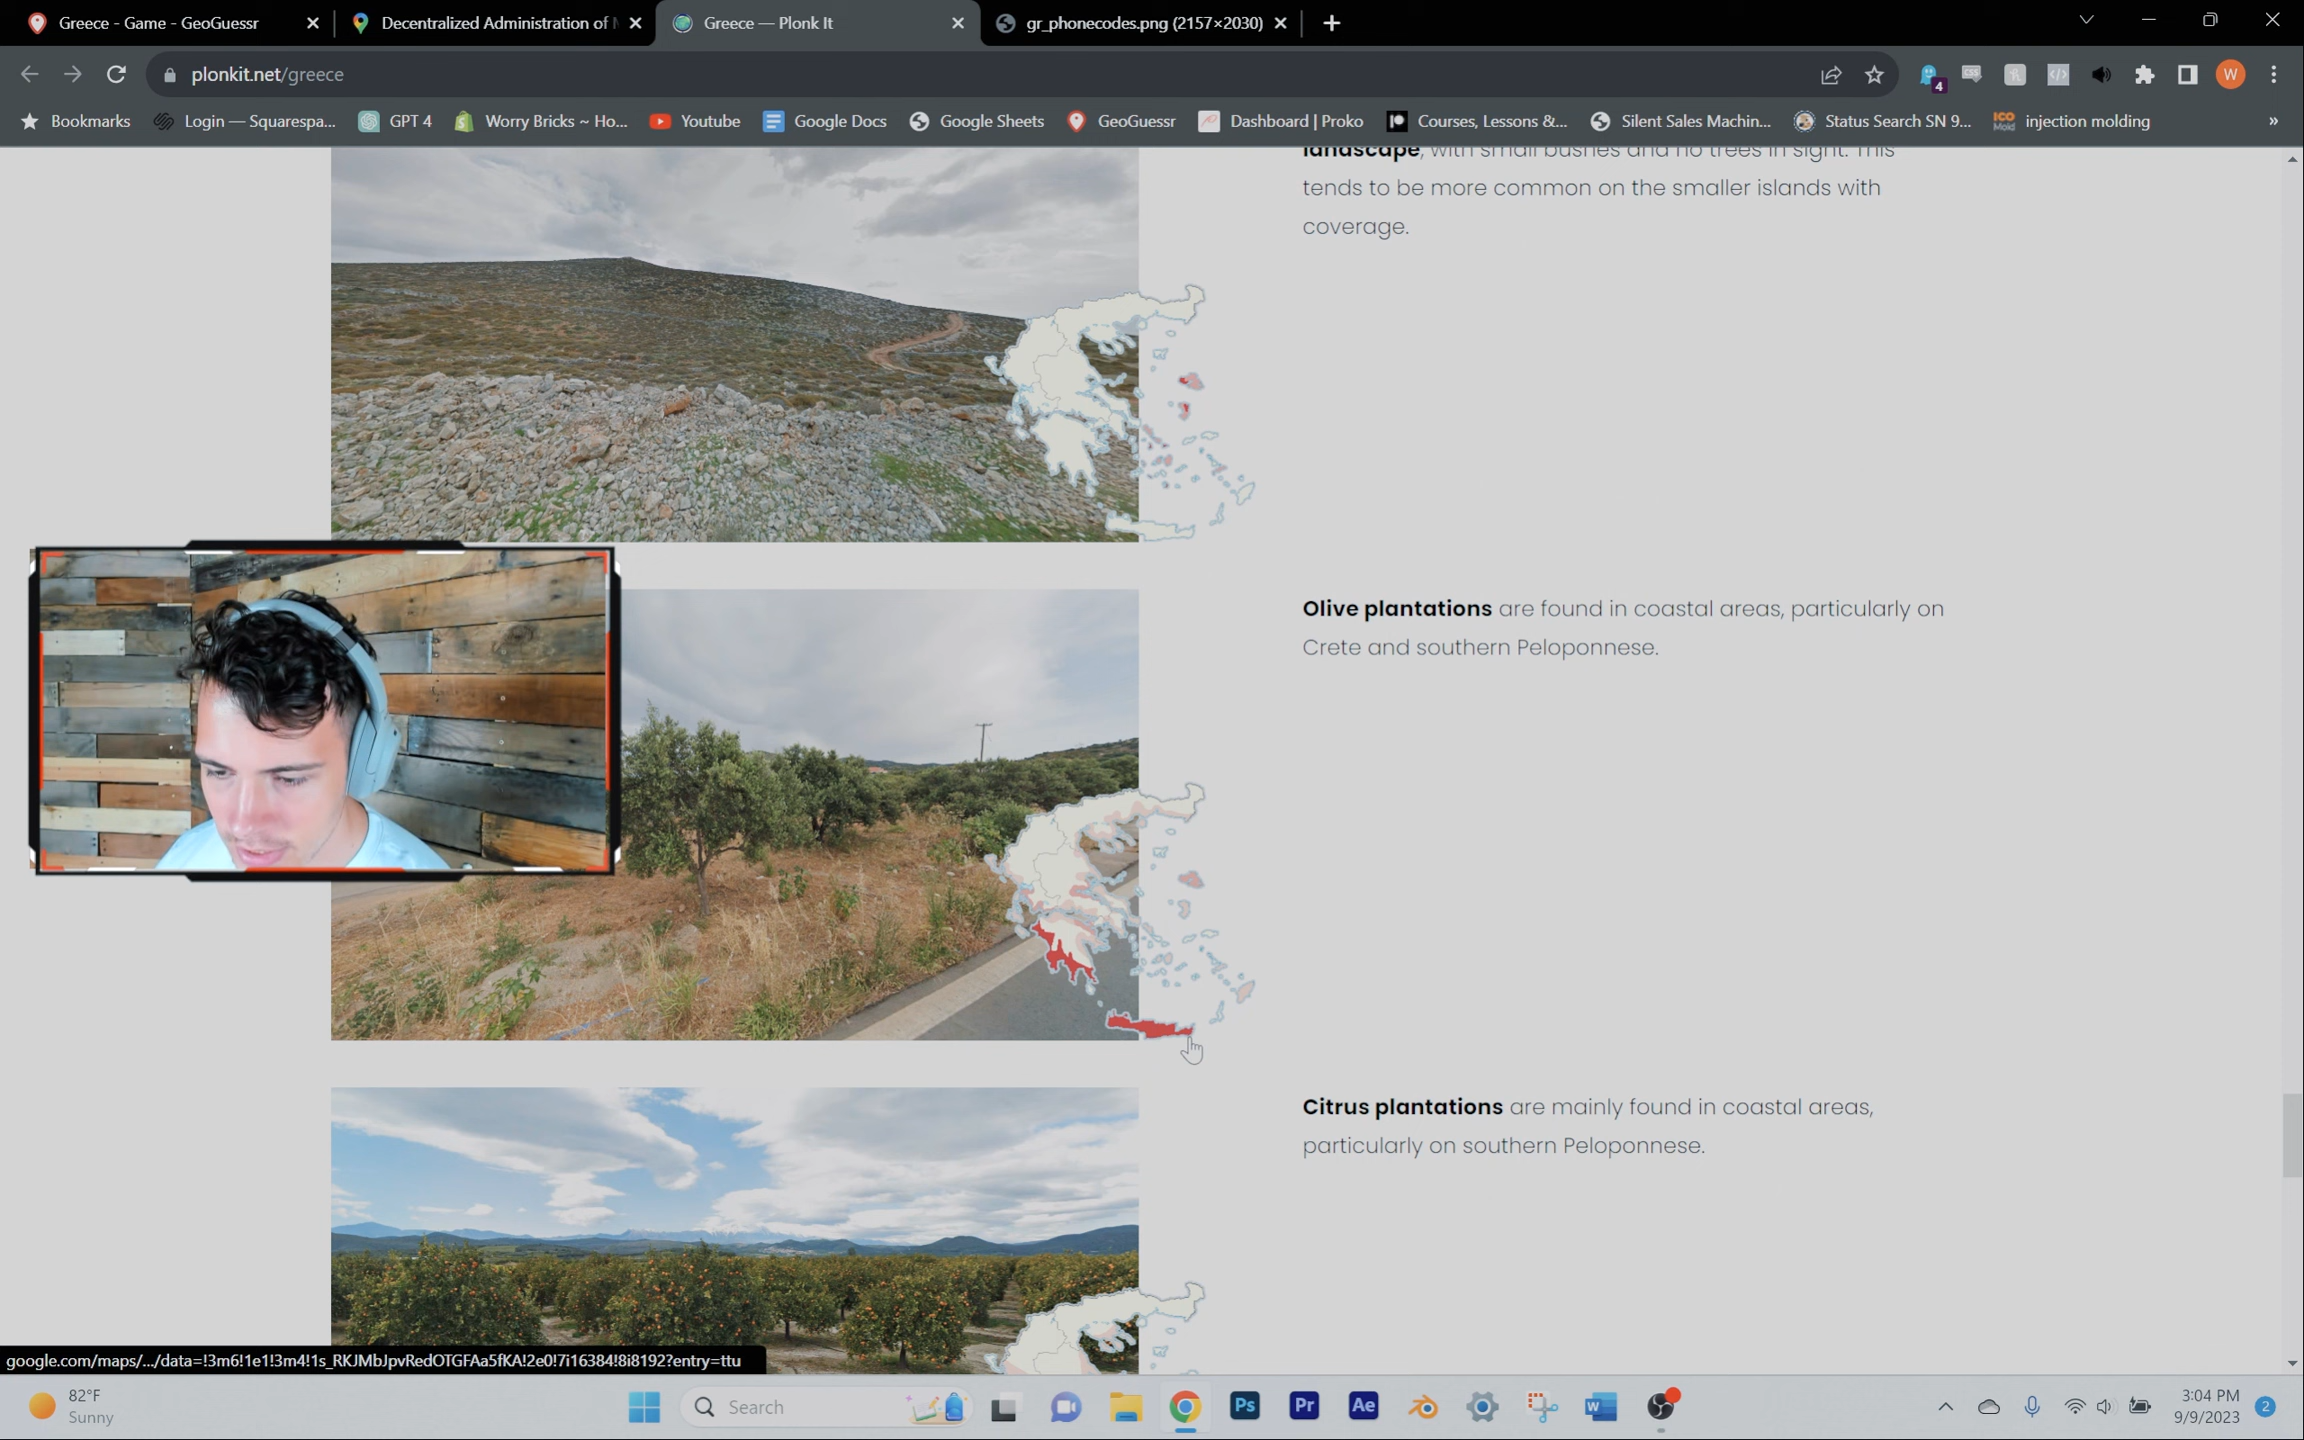 Greece - Game - GeoGuessr
Decentralized Administration of
Greece — Plonk It
gr_phonecodes.png (2157×2030)
plonkit.net/greece
4
W
Bookmarks
Login — Squarespa...
GPT 4
Worry Bricks ~ Ho...
Youtube
Google Docs
Google Sheets
GeoGuessr
Dashboard | Proko
Courses, Lessons &...
Silent Sales Machin...
Status Search SN 9...
injection molding
»
landscape, with small bushes and no trees in sight. This
tends to be more common on the smaller islands with
coverage.
Olive plantations are found in coastal areas, particularly on
Crete and southern Peloponnese.
Citrus plantations are mainly found in coastal areas,
particularly on southern Peloponnese.
google.com/maps/.../data=!3m6!1e1!3m4!1s_RKJMbJpvRedOTGFAa5fKA!2e0!7i16384!8i8192?entry=ttu
82°F
Sunny
Search
Ps
Pr
Ae
W
3:04 PM
9/9/2023
2